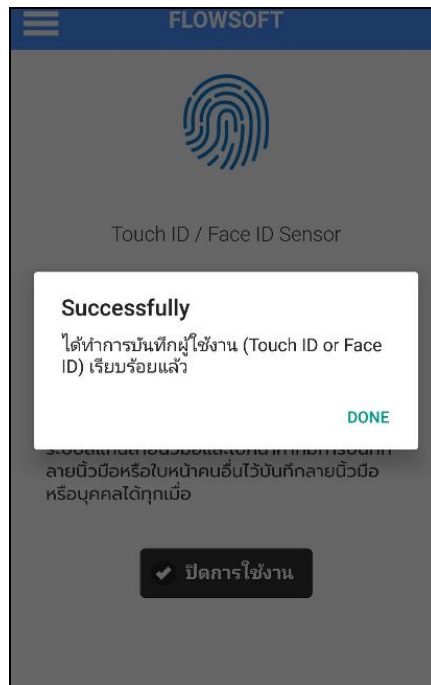 FLOWSOFT
Touch ID / Face ID Sensor
Successfully
ได้ทำการบันทึกผู้ใช้งาน (Touch ID or Face
ID) เรียบร้อยแล้ว
DONE
ลายนิ้วมือหรือใบหน้าคนอื่นไว้บันทึกลายนิ้วมือ
หรือบุคคลได้ทุกเมื่อ
ปิดการใช้งาน